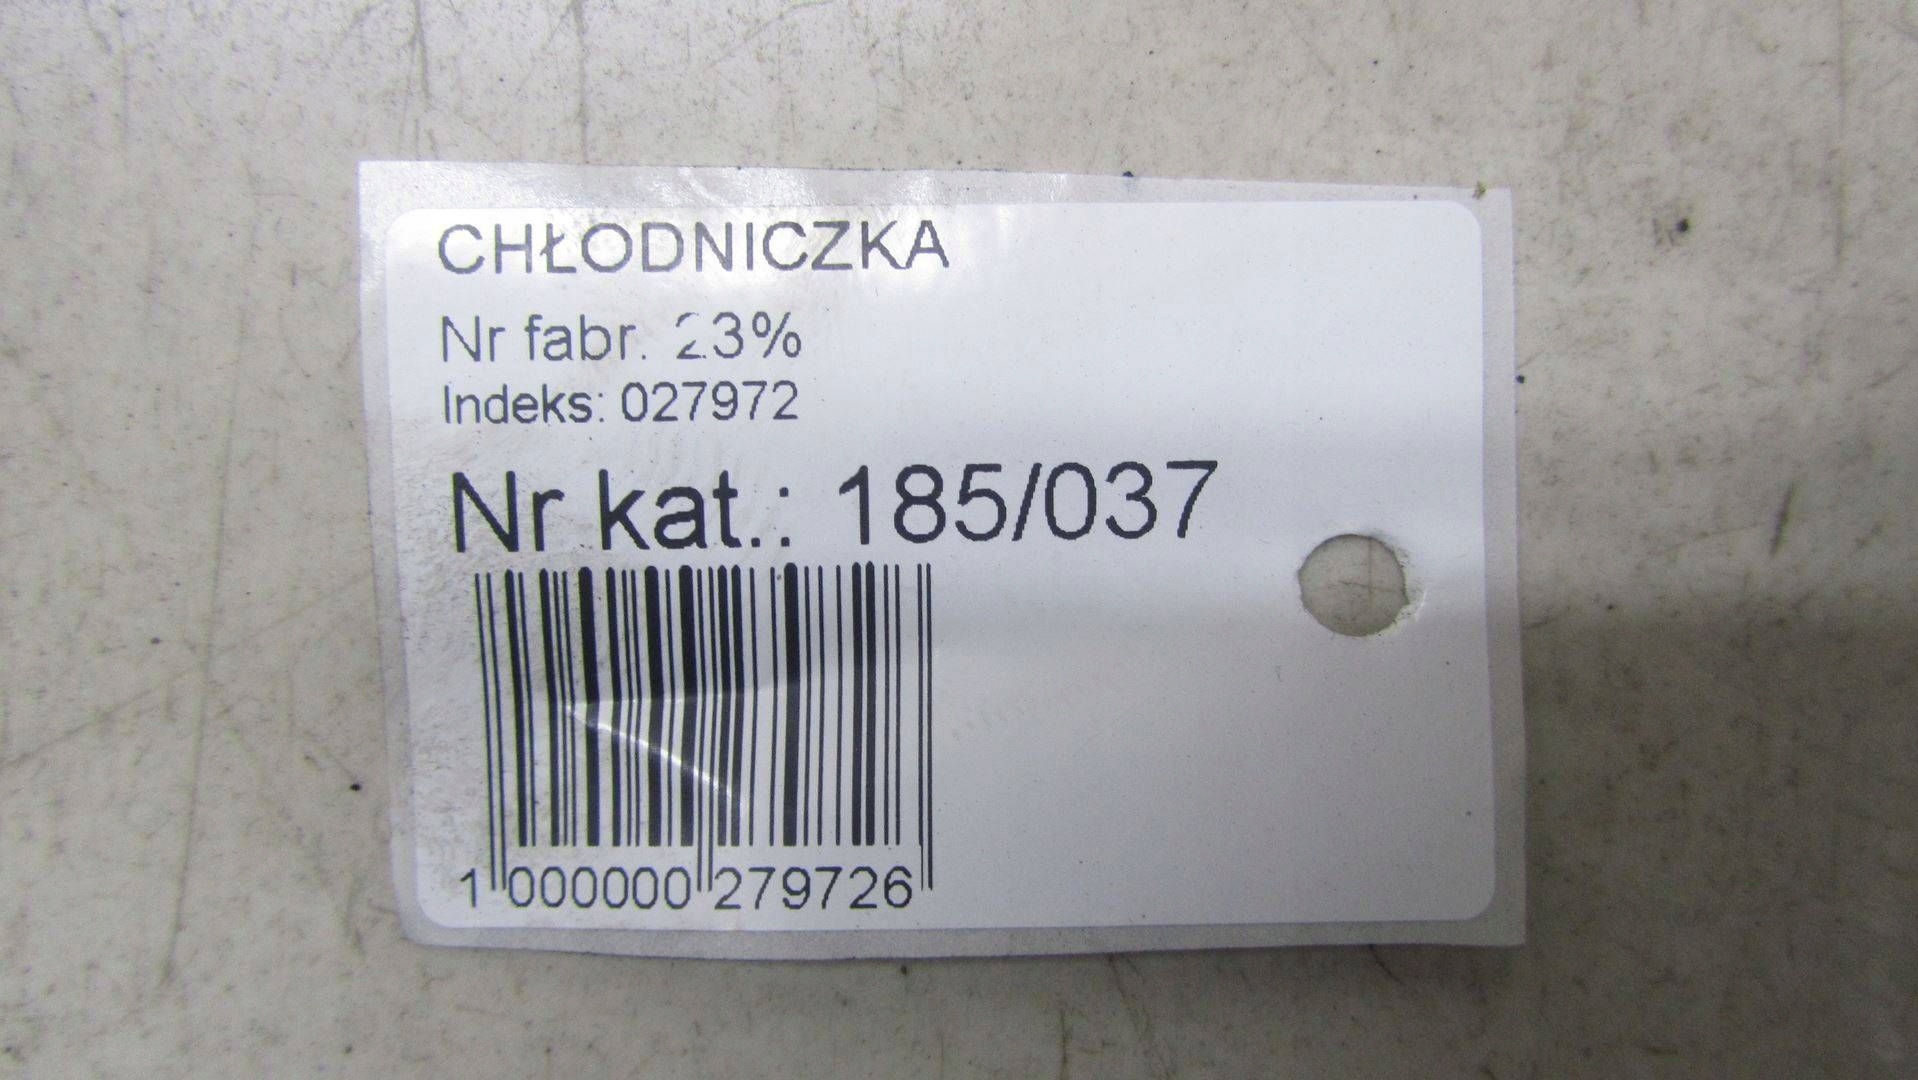 CHŁODNICZKA
Nr fabr. 23%
Indeks: 027972
Nr kat.: 185/037
1 000000 279726